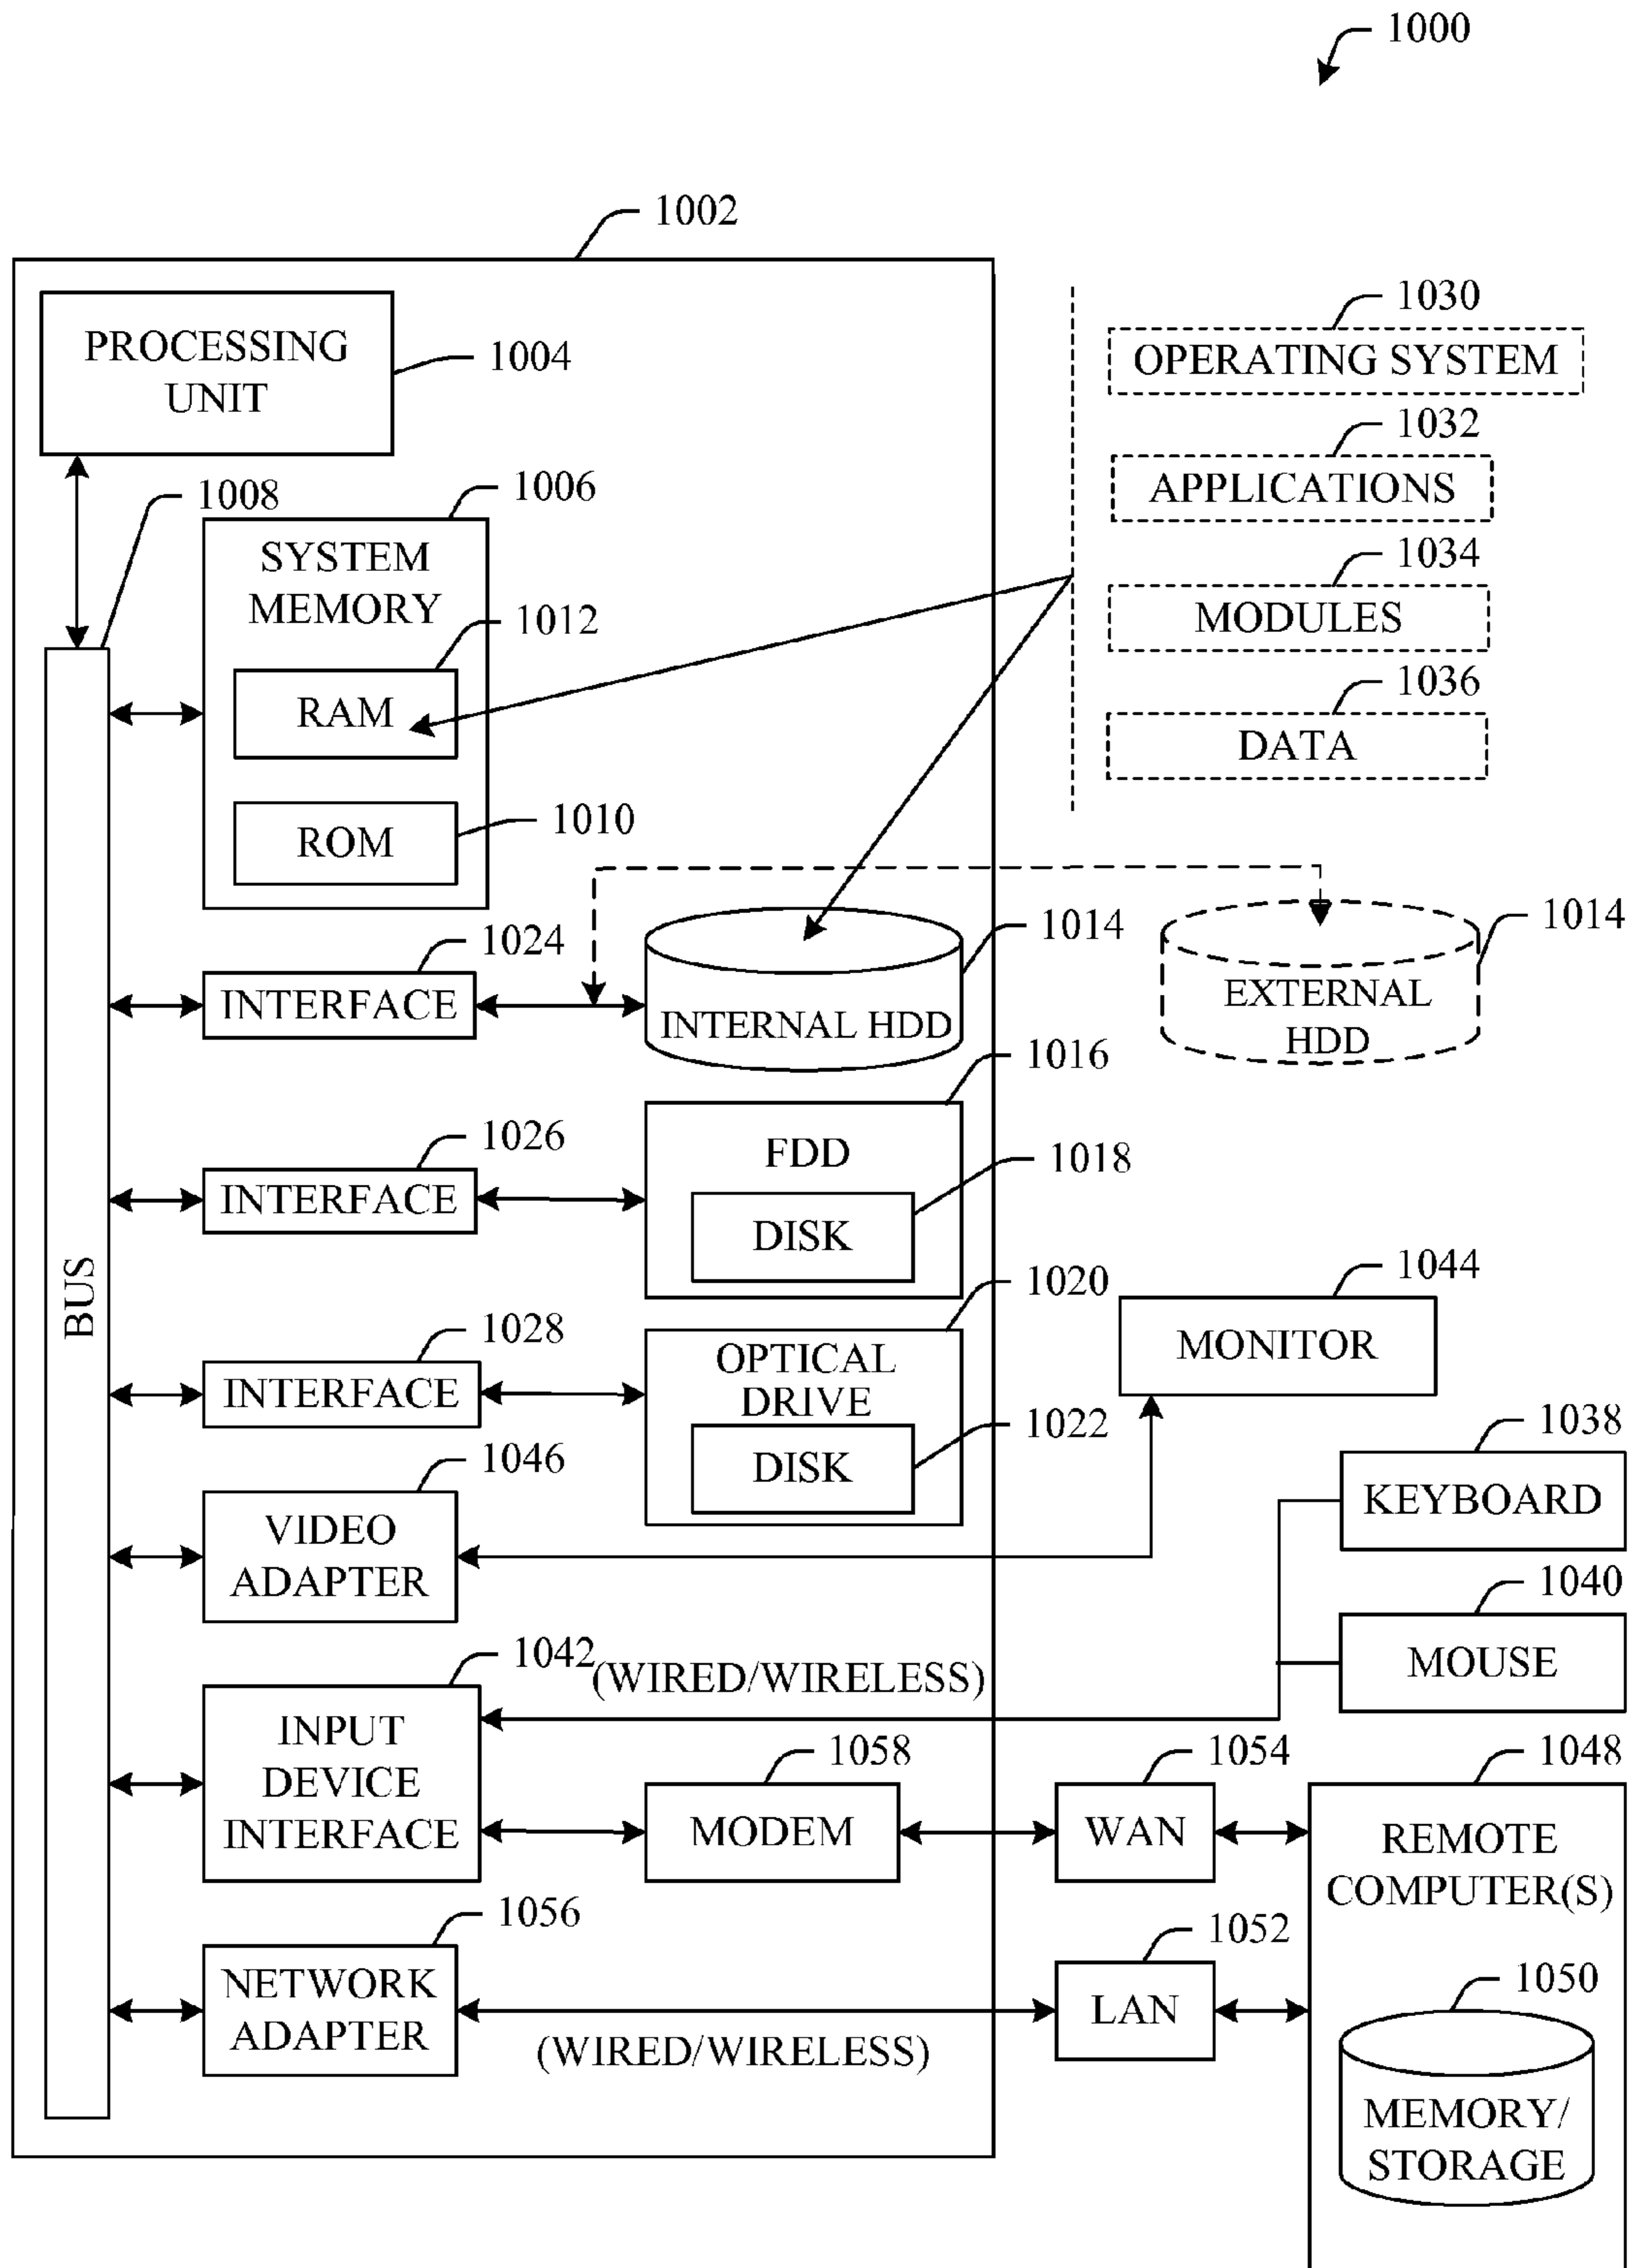 1000
1002
PROCESSING
UNIT
1004
1030
OPERATING SYSTEM
1032
APPLICATIONS
1034
MODULES
1036
DATA
1008
1006
SYSTEM
MEMORY
1012
RAM
1010
ROM
1024
INTERFACE
1014
INTERNAL HDD
1014
EXTERNAL
HDD
1026
INTERFACE
1016
FDD
1018
DISK
BUS
1028
INTERFACE
1020
OPTICAL
DRIVE
1022
DISK
1044
MONITOR
1046
VIDEO
ADAPTER
1038
KEYBOARD
1040
MOUSE
1042
(WIRED/WIRELESS)
INPUT
DEVICE
INTERFACE
1058
MODEM
1054
WAN
1048
REMOTE
COMPUTER(S)
1056
NETWORK
ADAPTER
(WIRED/WIRELESS)
1052
LAN
1050
MEMORY/
STORAGE